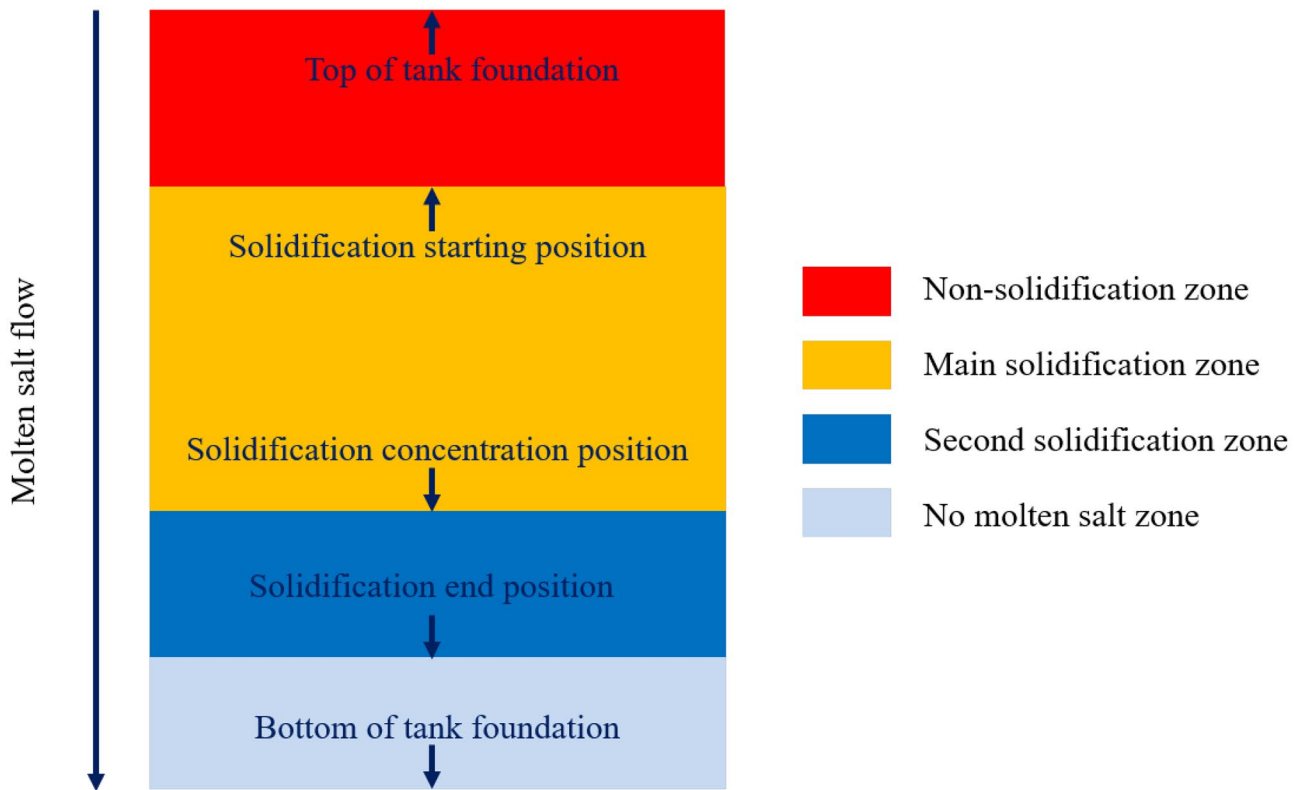 Molten salt flow
Top of tank foundation
Solidification starting position
Solidification concentration position
Solidification end position
Bottom of tank foundation
Non-solidification zone
Main solidification zone
Second solidification zone
No molten salt zone